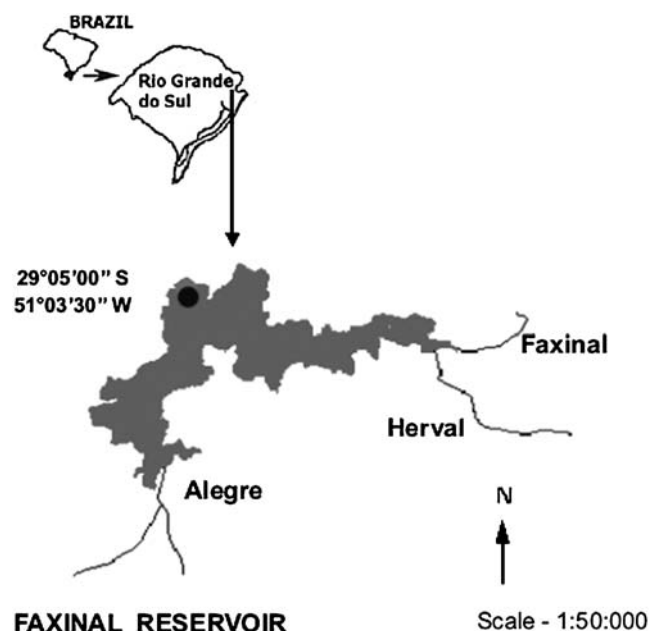 BRAZIL
Rio Grande
do Sul
29°05'00" S
51°03'30" W
Faxinal
Herval
Alegre
N
FAXINAL RESERVOIR
Scale - 1:50:000